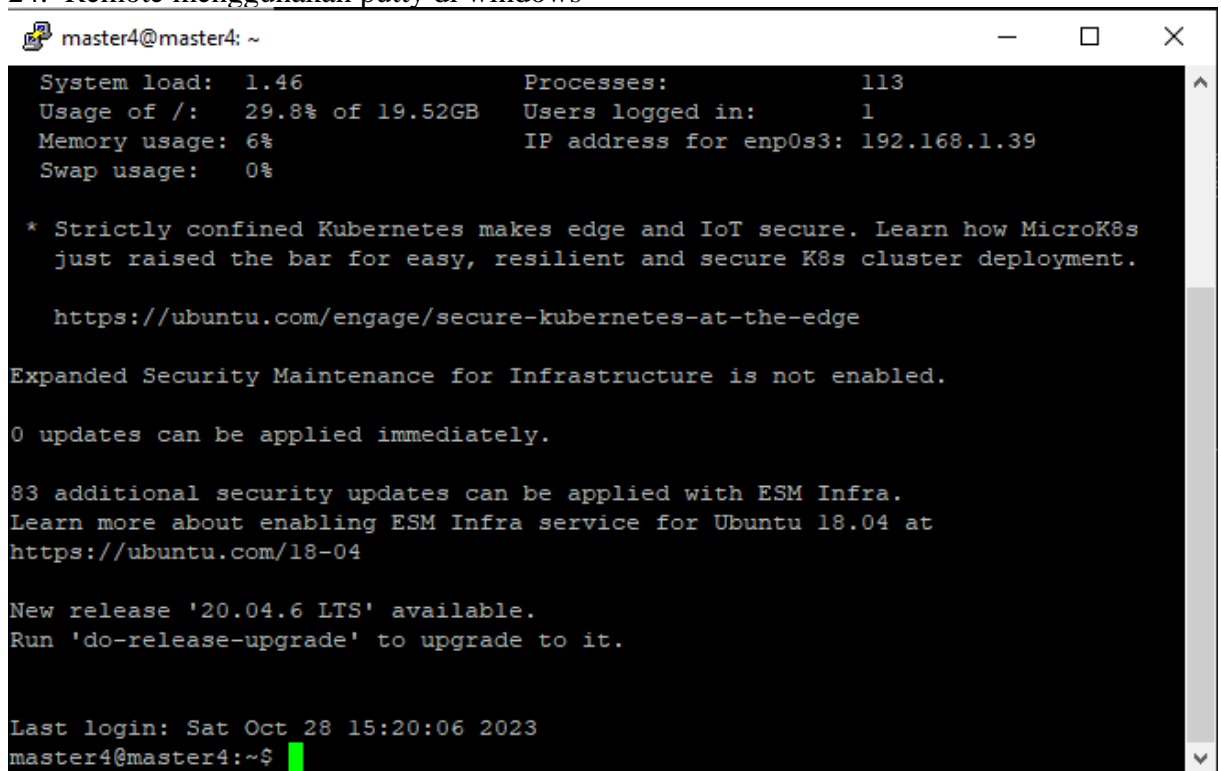 24. Remote menggunakan putty di windows
master4@master4: ~
System load: 1.46 Processes: 113
Usage of /: 29.8% of 19.52GB Users logged in: 1
Memory usage: 6% IP address for enp0s3: 192.168.1.39
Swap usage: 0%
* Strictly confined Kubernetes makes edge and IoT secure. Learn how MicroK8s
just raised the bar for easy, resilient and secure K8s cluster deployment.
https://ubuntu.com/engage/secure-kubernetes-at-the-edge
Expanded Security Maintenance for Infrastructure is not enabled.
0 updates can be applied immediately.
83 additional security updates can be applied with ESM Infra.
Learn more about enabling ESM Infra service for Ubuntu 18.04 at
https://ubuntu.com/18-04
New release '20.04.6 LTS' available.
Run 'do-release-upgrade' to upgrade to it.
Last login: Sat Oct 28 15:20:06 2023
master4@master4:~$